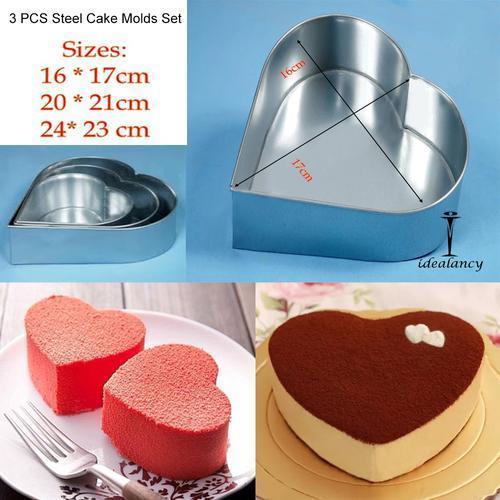 3 PCS Steel Cake Molds Set
Sizes:
16 * 17cm
20 * 21cm
24* 23 cm
16cm
17cm
idealancy